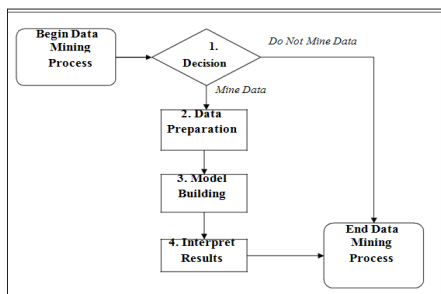 Begin Data
Mining
Process
1.
Decision
Do Not Mine Data
Mine Data
2. Data
Preparation
3. Model
Building
4. Interpret
Results
End Data
Mining
Process